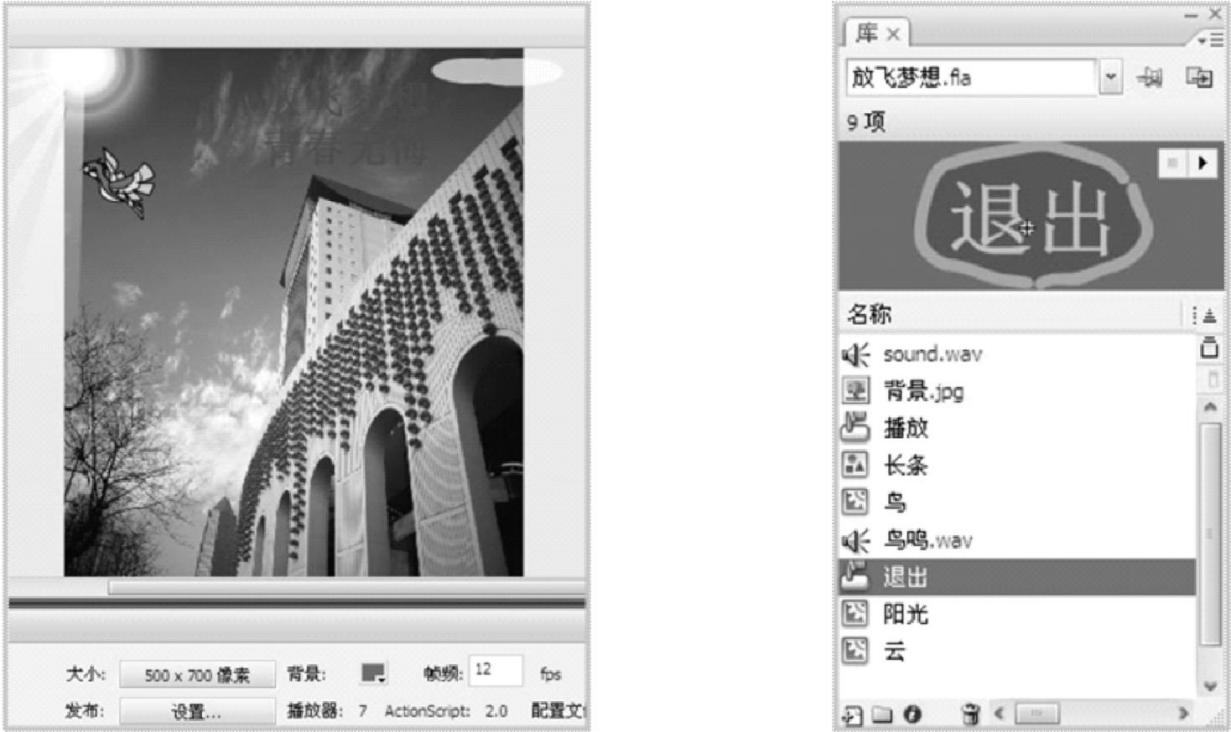 放飞梦想
青春无悔
大小: 500 x 700 像素 背景: 帧频: 12 fps
发布: 设置... 播放器: 7 ActionScript: 2.0 配置文
库
放飞梦想.fla
9 项
退出
名称
sound.wav
背景.jpg
播放
长条
鸟
鸟鸣.wav
退出
阳光
云